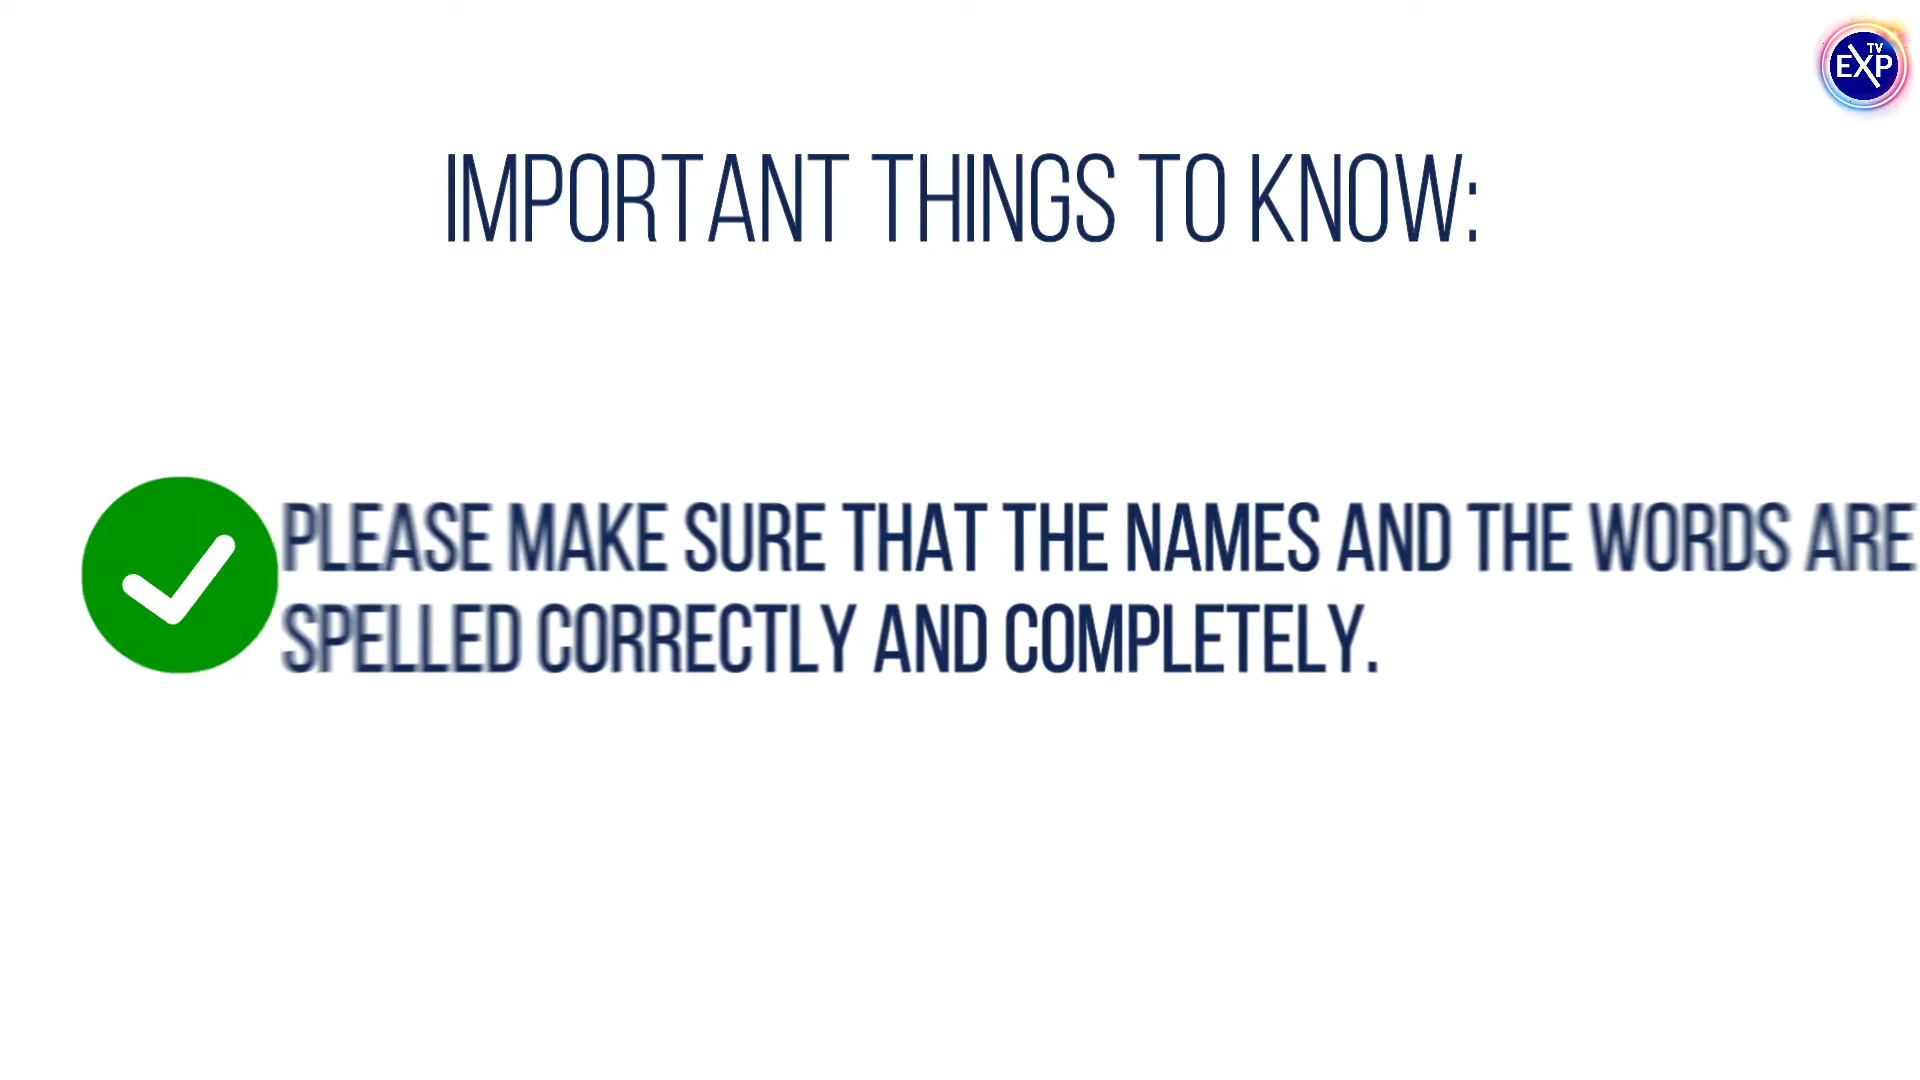 TV
EXP
IMPORTANT THINGS TO KNOW:
PLEASE MAKE SURE THAT THE NAMES AND THE WORDS ARE
SPELLED CORRECTLY AND COMPLETELY.